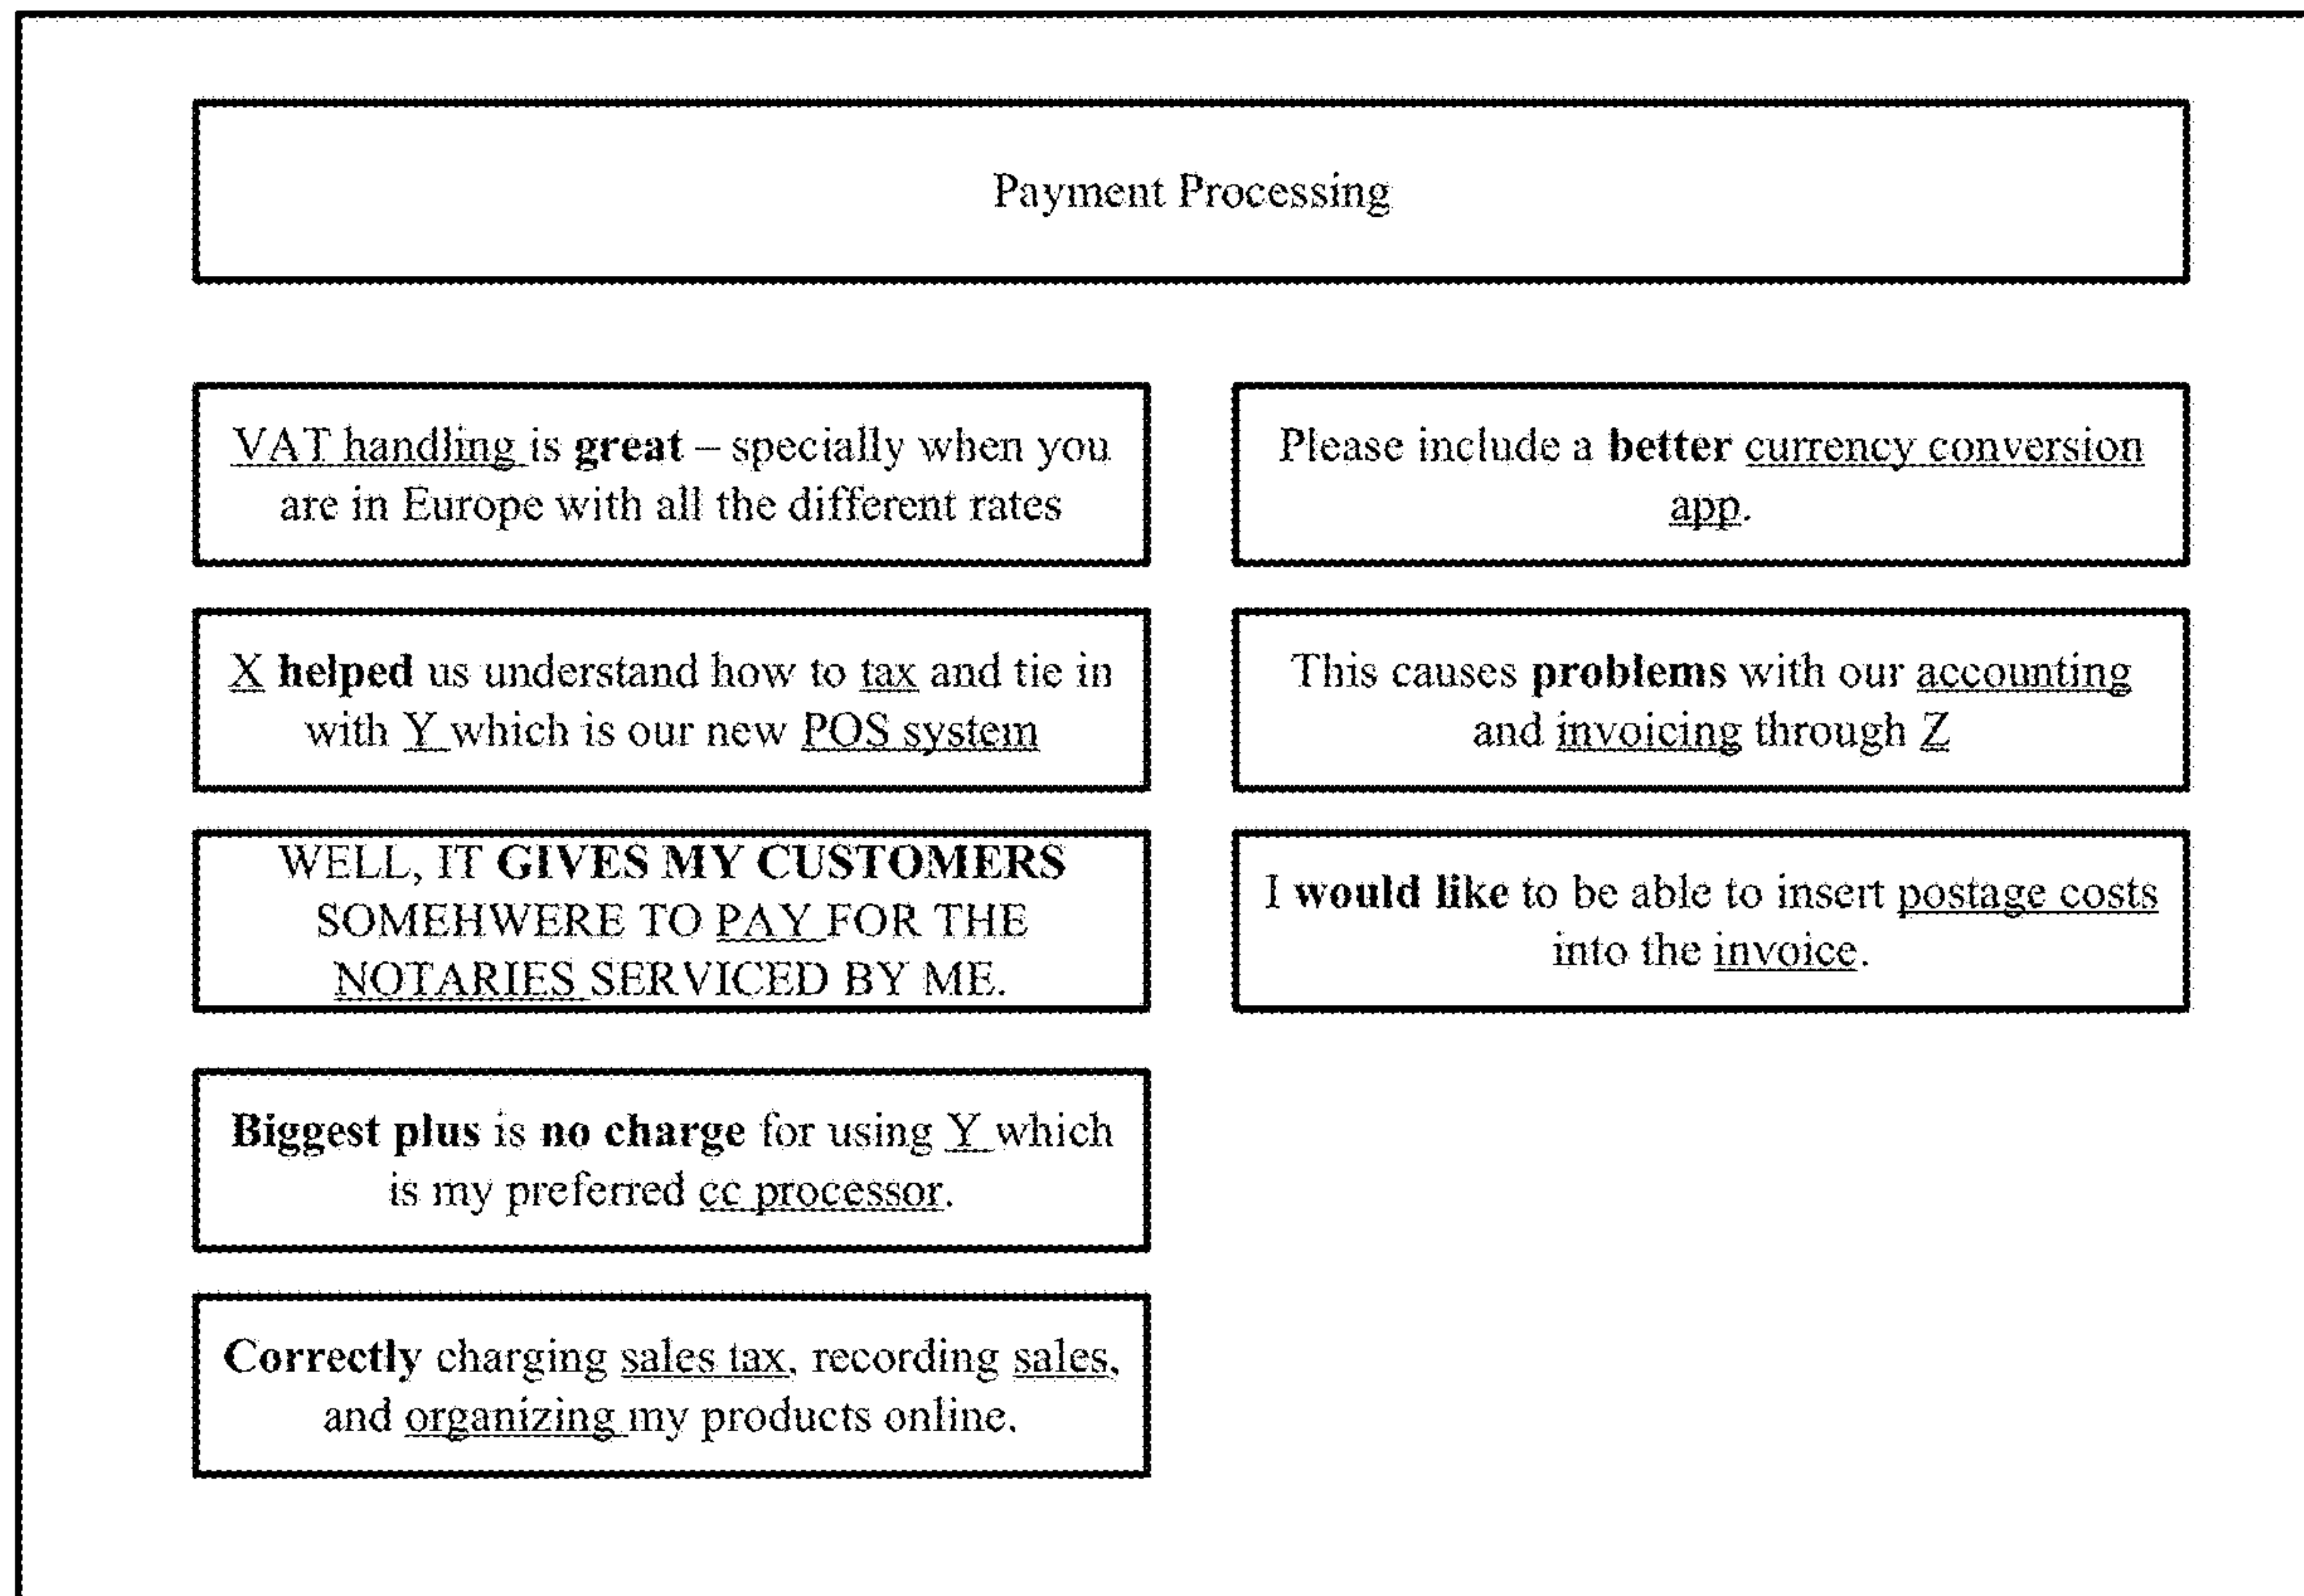 Payment Processing
VAT handling is great – specially when you
are in Europe with all the different rates
Please include a better currency conversion
app.
X helped us understand how to tax and tie in
with Y which is our new POS system
This causes problems with our accounting
and invoicing through Z
WELL, IT GIVES MY CUSTOMERS
SOMEHWERE TO PAY FOR THE
NOTARIES SERVICED BY ME.
I would like to be able to insert postage costs
into the invoice.
Biggest plus is no charge for using Y which
is my preferred cc processor.
Correctly charging sales tax, recording sales,
and organizing my products online.